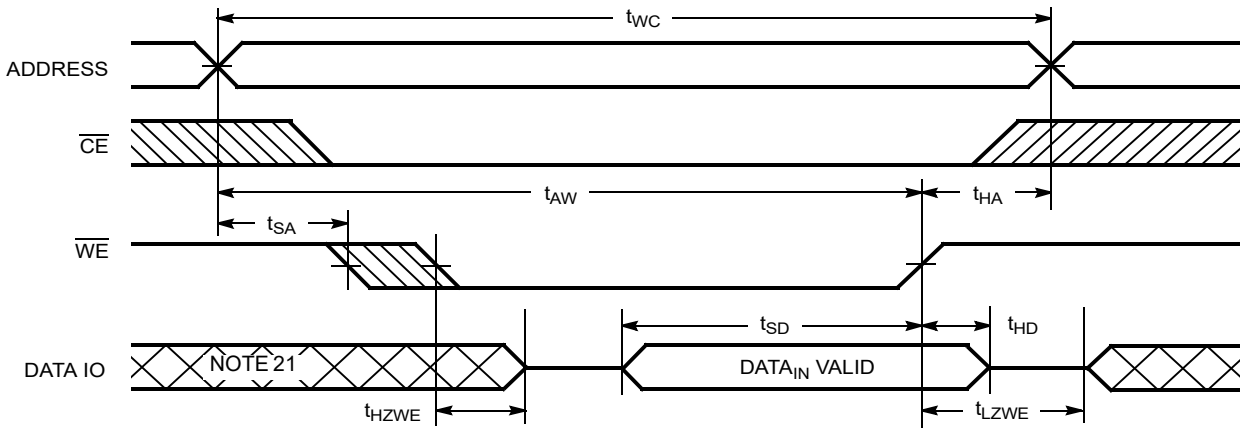 tWC
ADDRESS
CE
tAW
tHA
tSA
WE
tSD
tHD
DATA IO
NOTE 21
DATAIN VALID
tHZWE
tLZWE